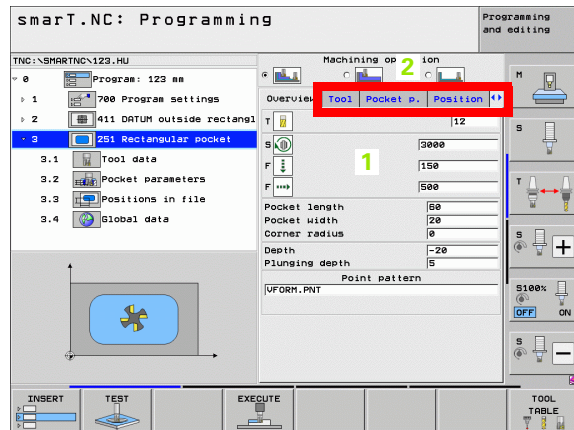 smarT.NC: Programming
Programming
and editing
TNC:\SMARTNC\123.HU
0 Program: 123 mm
1 700 Program settings
2 411 DATUM outside rectangl
3 251 Rectangular pocket
3.1 Tool data
3.2 Pocket parameters
3.3 Positions in file
3.4 Global data
Machining op 2 ion
Overview Tool Pocket p. Position
T 12
S 3000
F 150
1
F 500
Pocket length 60
Pocket width 20
Corner radius 0
Depth -20
Plunging depth 5
Point pattern
VFORM.PNT
M
S
T
S
S100%
OFF ON
S
INSERT
TEST
EXECUTE
TOOL
TABLE